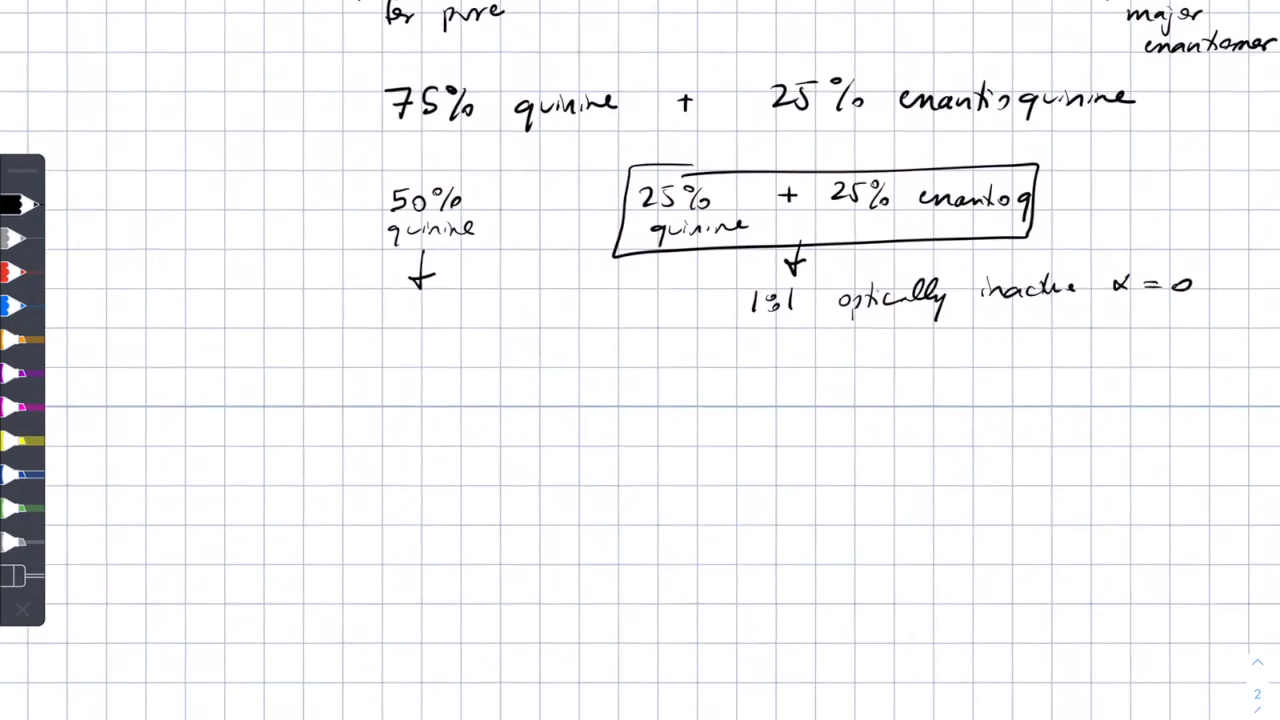 for pure
major
enantiomer
75% quinine + 25% enantioquinine
50% quinine
25% quinine + 25% enantioq
1:1 optically inactive α = 0
2